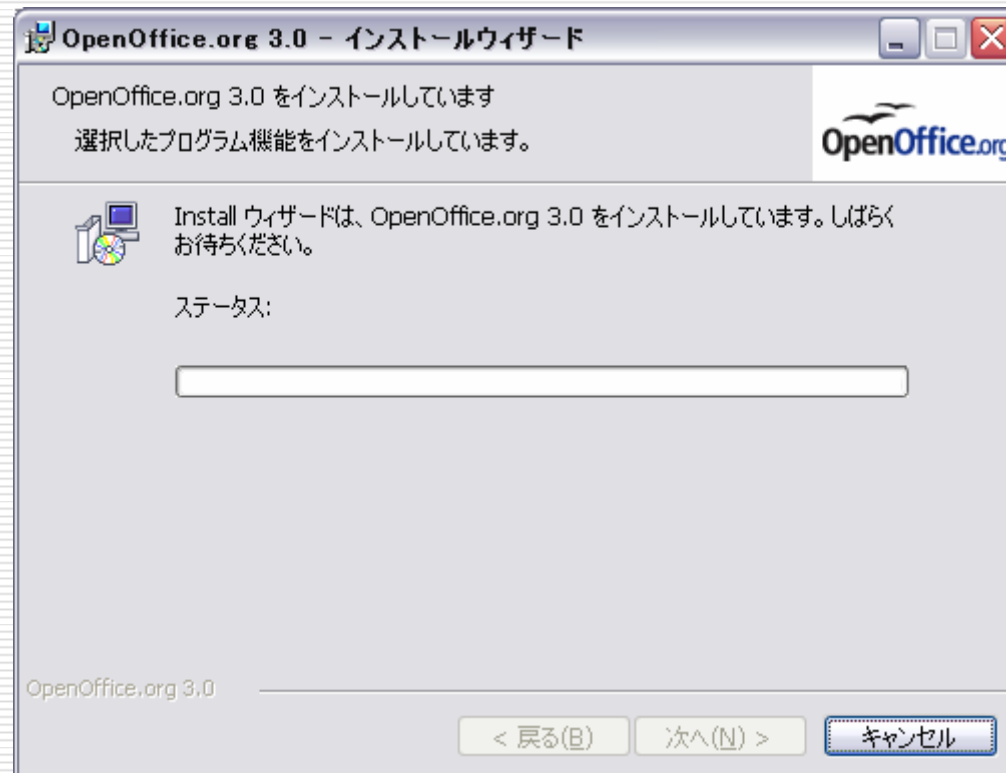 OpenOffice.org 3.0 - インストールウィザード
OpenOffice.org 3.0 をインストールしています
選択したプログラム機能をインストールしています。
OpenOffice.org
Install ウィザードは、OpenOffice.org 3.0 をインストールしています。しばらく
お待ちください。
ステータス:
OpenOffice.org 3.0
< 戻る(B)
次へ(N) >
キャンセル